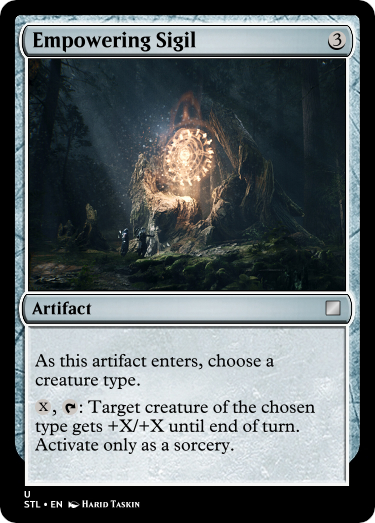 Empowering Sigil 3
Artifact
As this artifact enters, choose a
creature type.
X, : Target creature of the chosen
type gets +X/+X until end of turn.
Activate only as a sorcery.
U
STL • EN Harid Taskin